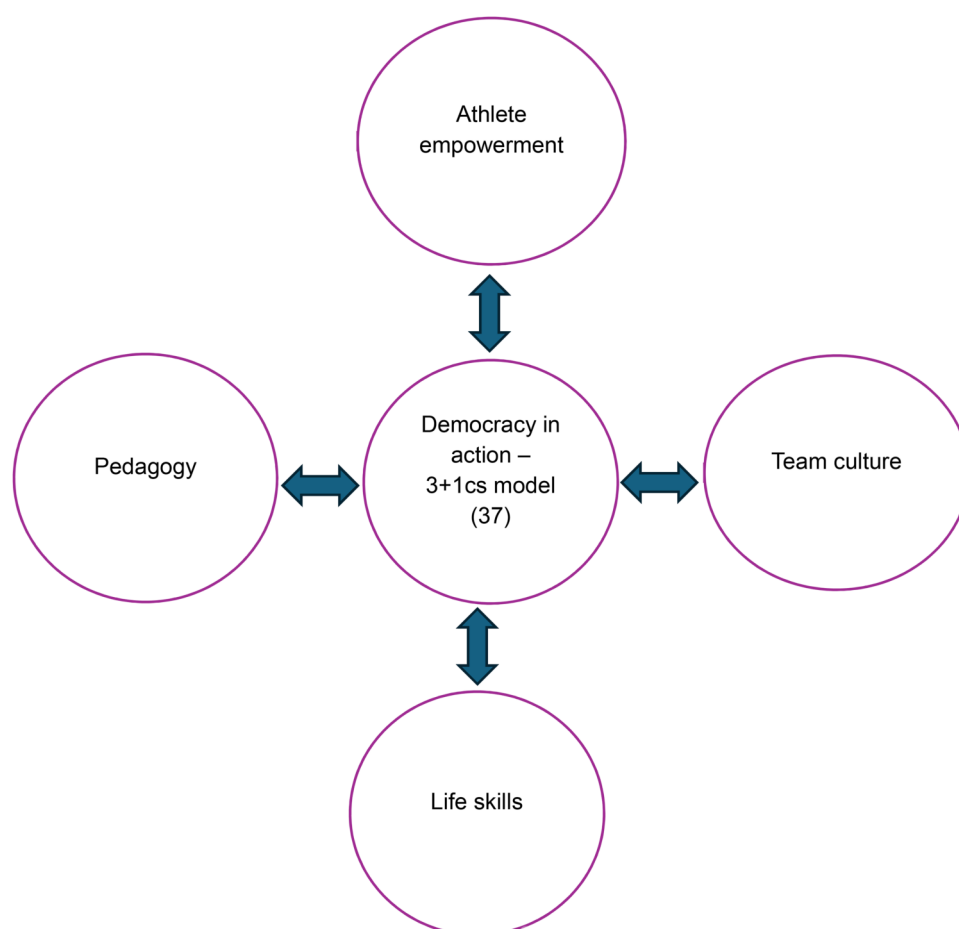 Athlete
empowerment
Pedagogy
Democracy in
action –
3+1cs model
(37)
Team culture
Life skills